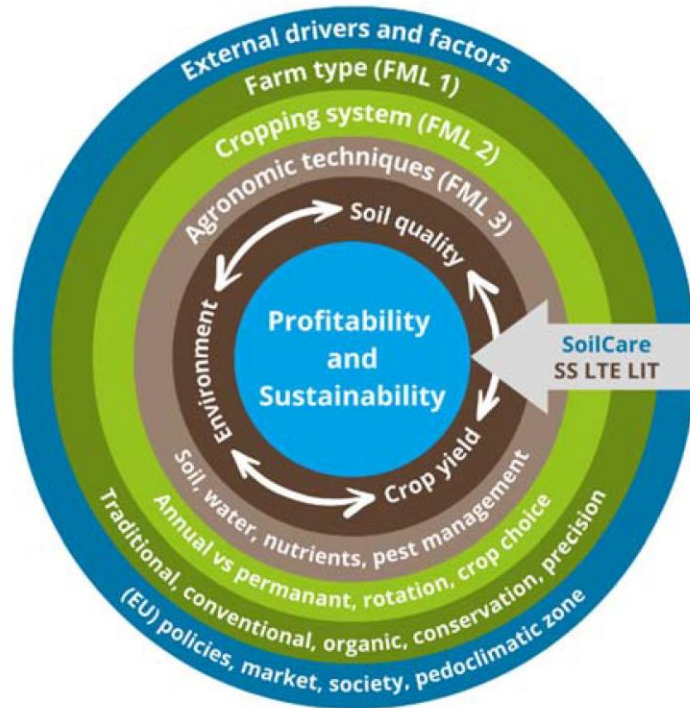 External drivers and factors
Farm type (FML 1)
Cropping system (FML 2)
Agronomic techniques (FML 3)
Soil quality
Environment
Crop yield
Profitability
and
Sustainability
SoilCare
SS LTE LIT
Soil, water, nutrients, pest management
Annual vs permanant, rotation, crop choice
Traditional, conventional, organic, conservation, precision
(EU) policies, market, society, pedoclimatic zone